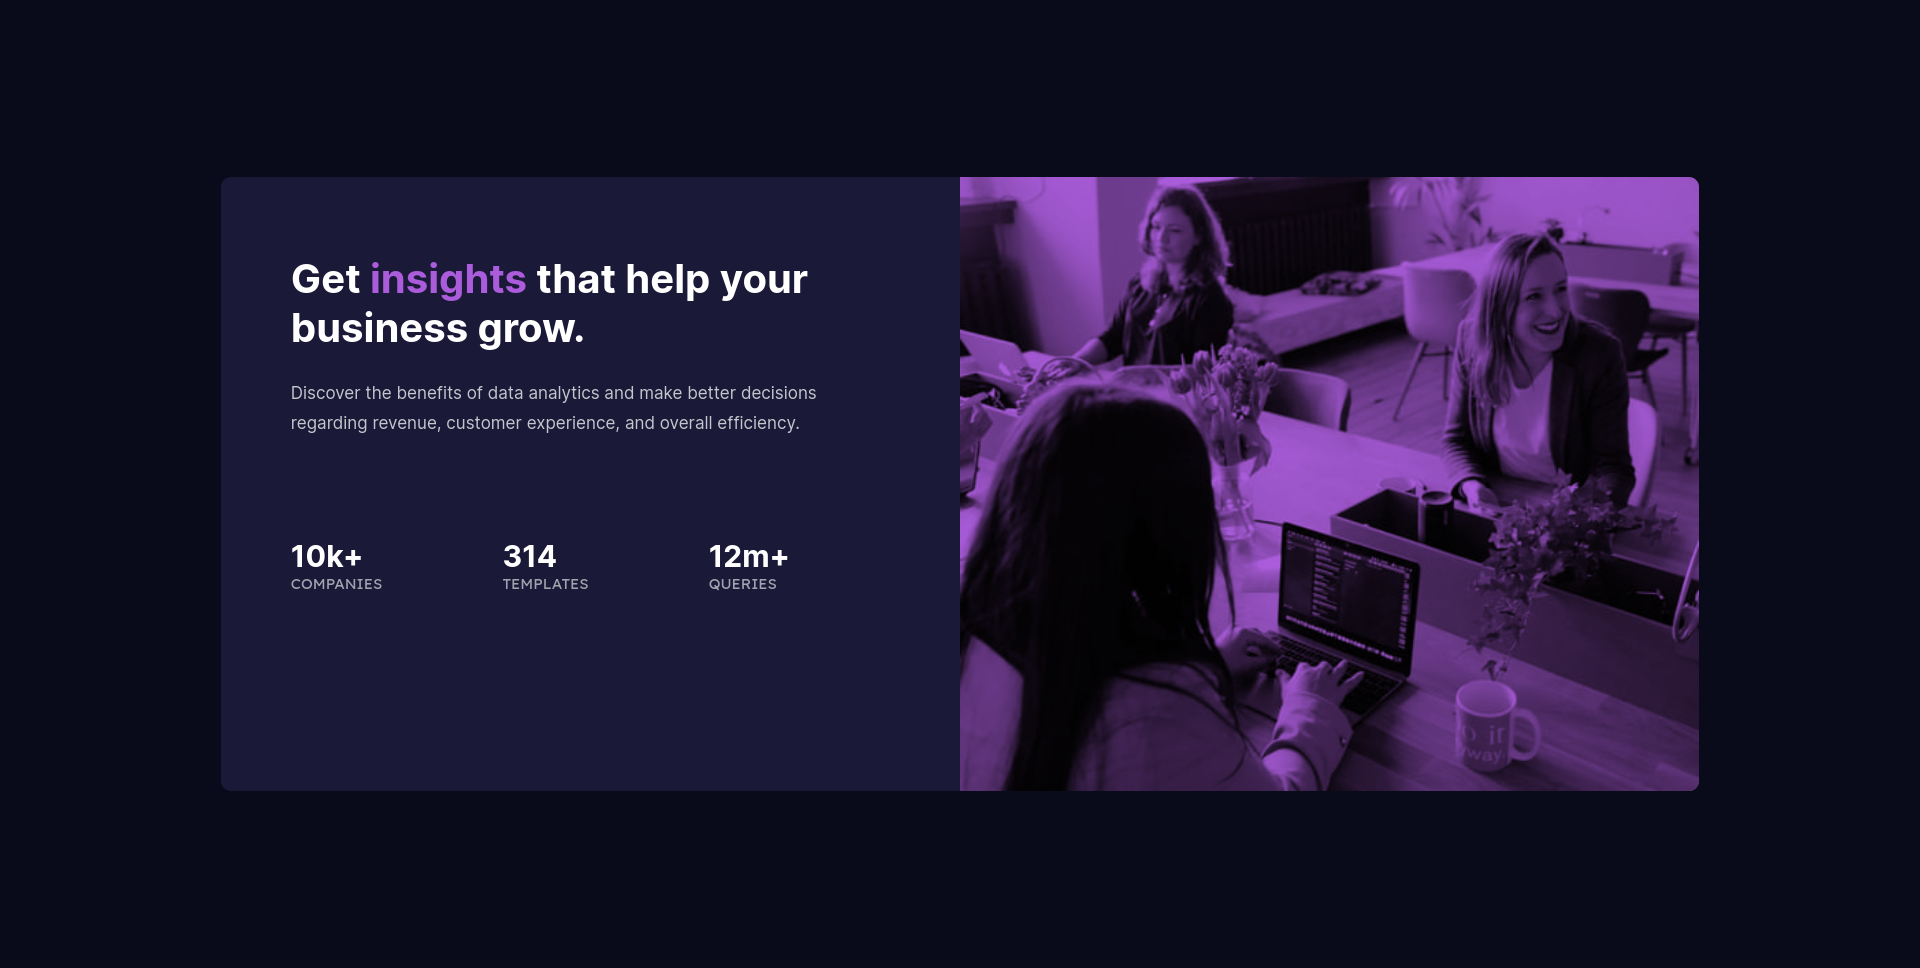 Get insights that help your
business grow.
Discover the benefits of data analytics and make better decisions
regarding revenue, customer experience, and overall efficiency.
10k+ 314 12m+
COMPANIES TEMPLATES QUERIES